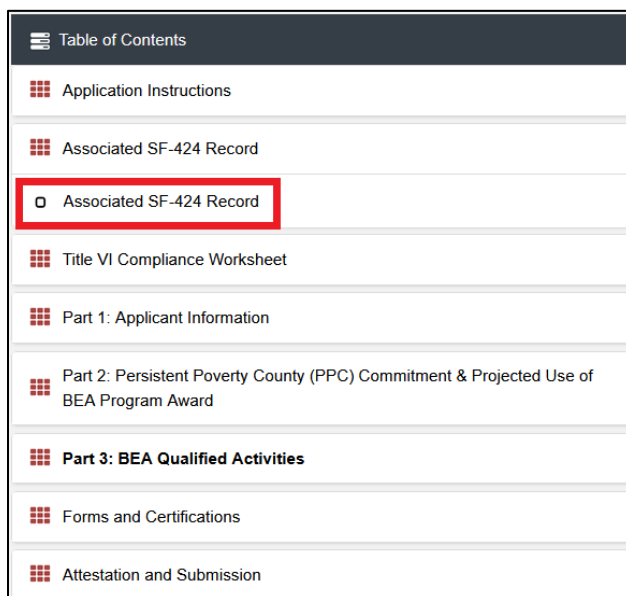 Table of Contents
Application Instructions
Associated SF-424 Record
Associated SF-424 Record
Title VI Compliance Worksheet
Part 1: Applicant Information
Part 2: Persistent Poverty County (PPC) Commitment & Projected Use of
BEA Program Award
Part 3: BEA Qualified Activities
Forms and Certifications
Attestation and Submission